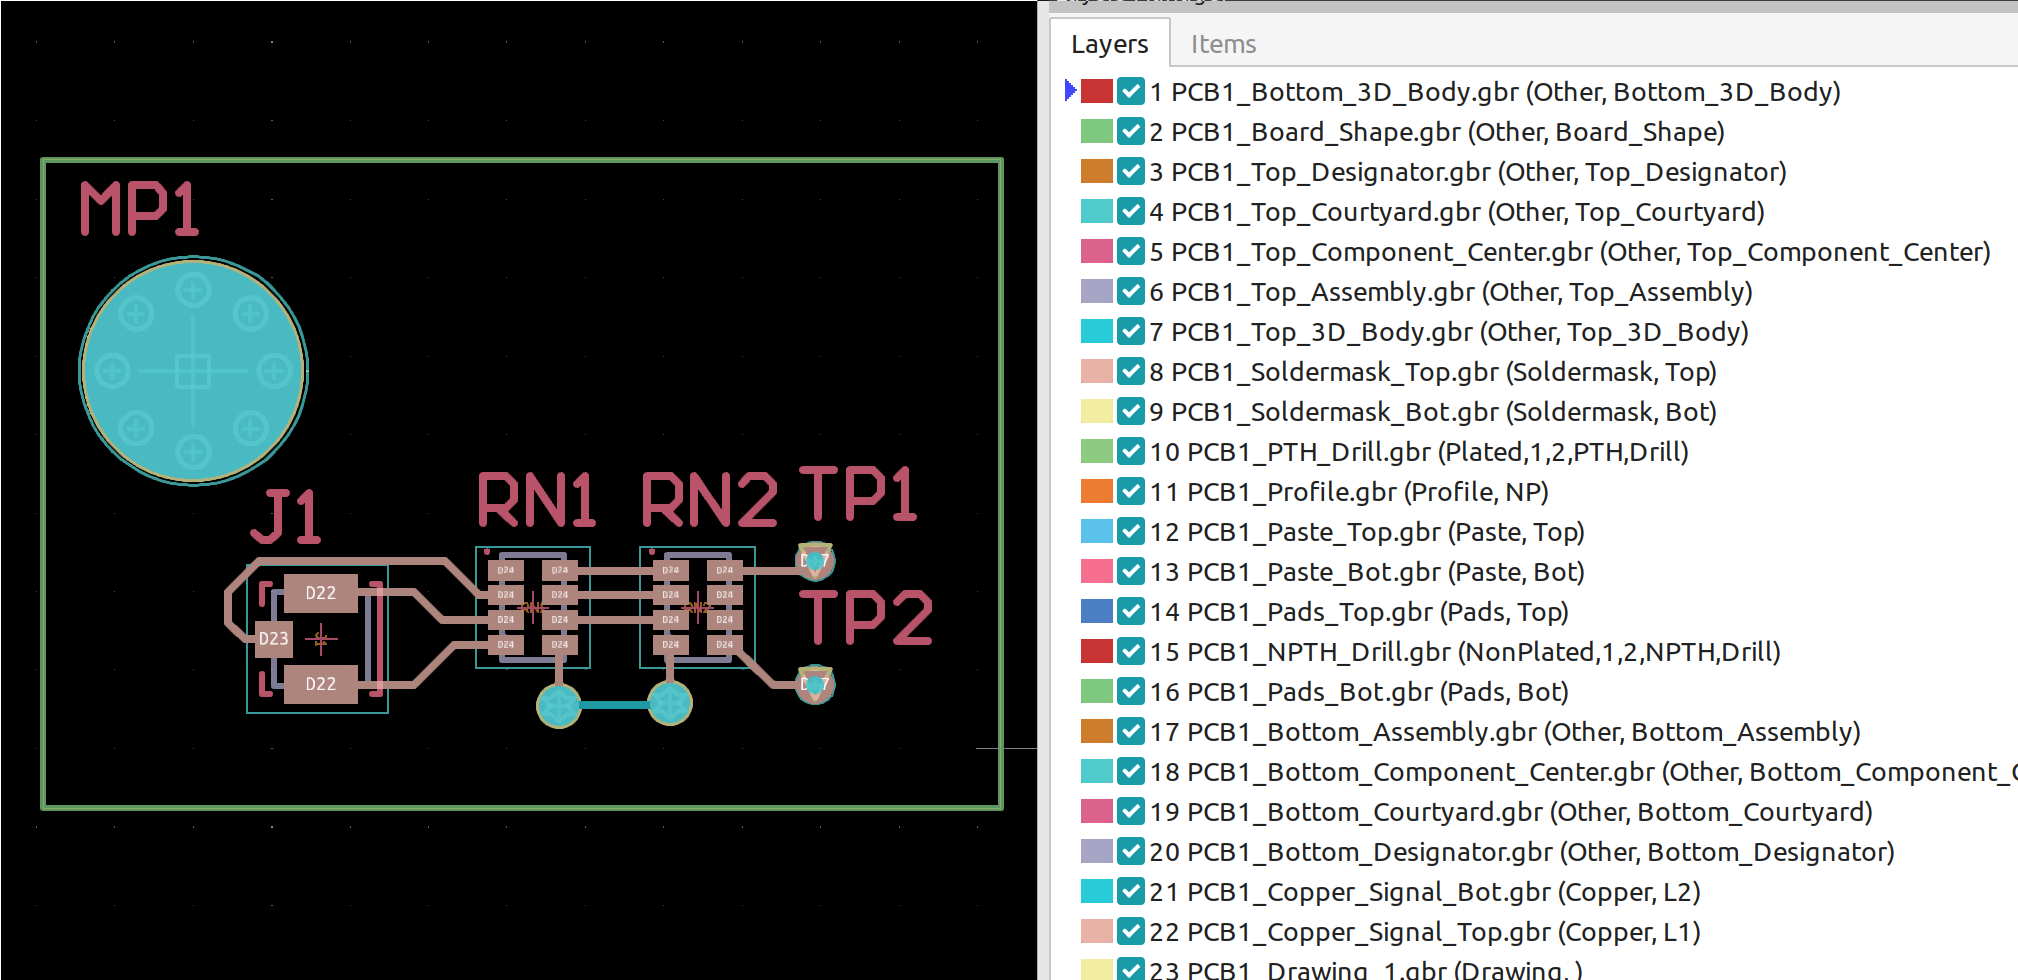 Layers Items
1 PCB1_Bottom_3D_Body.gbr (Other, Bottom_3D_Body)
2 PCB1_Board_Shape.gbr (Other, Board_Shape)
3 PCB1_Top_Designator.gbr (Other, Top_Designator)
4 PCB1_Top_Courtyard.gbr (Other, Top_Courtyard)
5 PCB1_Top_Component_Center.gbr (Other, Top_Component_Center)
6 PCB1_Top_Assembly.gbr (Other, Top_Assembly)
7 PCB1_Top_3D_Body.gbr (Other, Top_3D_Body)
8 PCB1_Soldermask_Top.gbr (Soldermask, Top)
9 PCB1_Soldermask_Bot.gbr (Soldermask, Bot)
10 PCB1_PTH_Drill.gbr (Plated,1,2,PTH,Drill)
11 PCB1_Profile.gbr (Profile, NP)
12 PCB1_Paste_Top.gbr (Paste, Top)
13 PCB1_Paste_Bot.gbr (Paste, Bot)
14 PCB1_Pads_Top.gbr (Pads, Top)
15 PCB1_NPTH_Drill.gbr (NonPlated,1,2,NPTH,Drill)
16 PCB1_Pads_Bot.gbr (Pads, Bot)
17 PCB1_Bottom_Assembly.gbr (Other, Bottom_Assembly)
18 PCB1_Bottom_Component_Center.gbr (Other, Bottom_Component_C
19 PCB1_Bottom_Courtyard.gbr (Other, Bottom_Courtyard)
20 PCB1_Bottom_Designator.gbr (Other, Bottom_Designator)
21 PCB1_Copper_Signal_Bot.gbr (Copper, L2)
22 PCB1_Copper_Signal_Top.gbr (Copper, L1)
23 PCB1_Drawing_1.gbr (Drawing, )
MP1
J1
RN1 RN2 TP1
TP2
D22
D23
D22
D24 D24 D24 D24
D24 D24 D24 D24
D24 D24 D24 D24
D24 D24 D24 D24
RN2